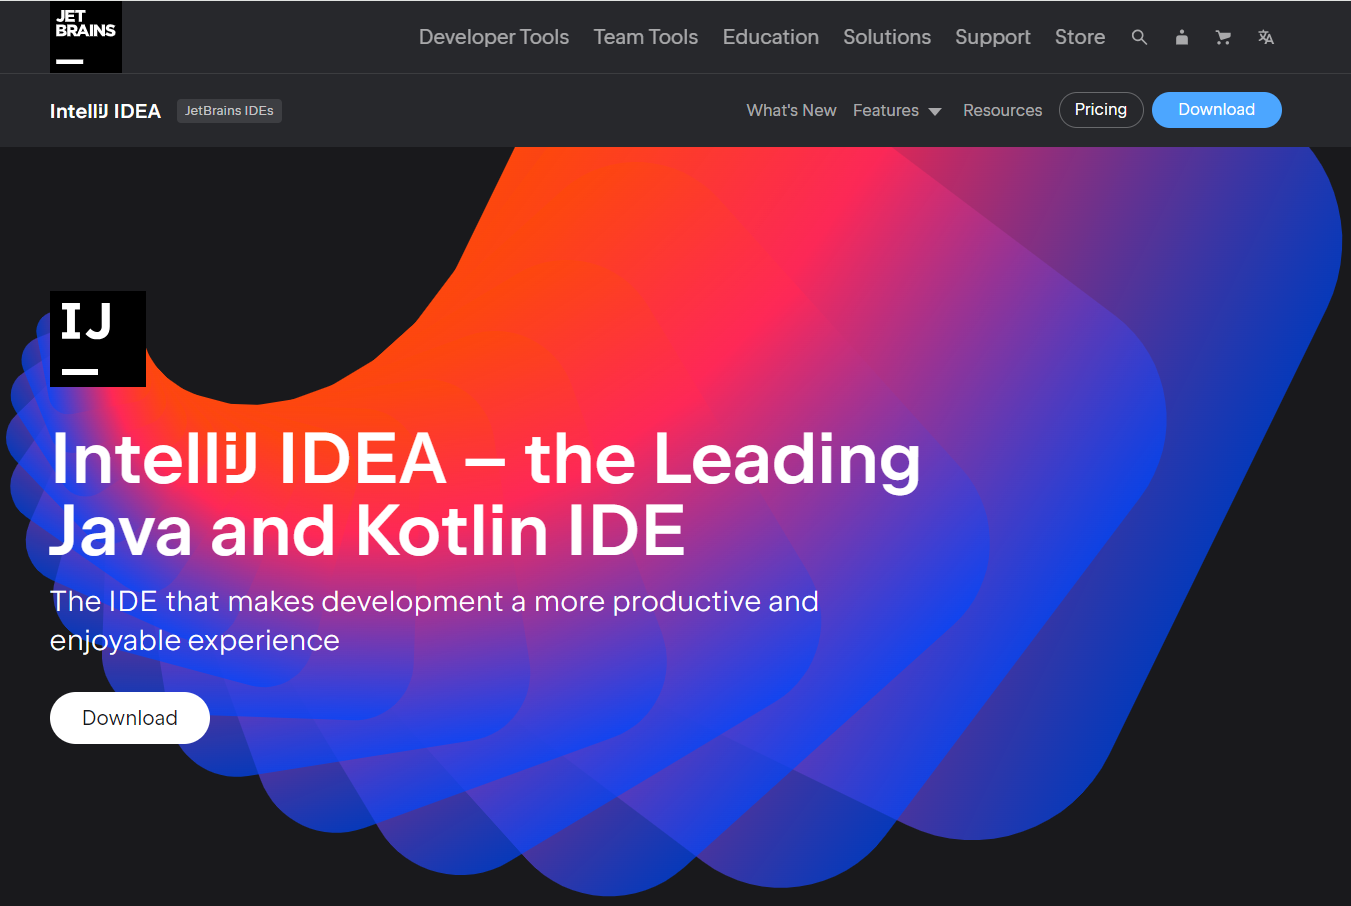 JET
BRAINS
Developer Tools Team Tools Education Solutions Support Store
IntelliJ IDEA JetBrains IDEs What's New Features Resources Pricing Download
IJ
IntelliJ IDEA – the Leading
Java and Kotlin IDE
The IDE that makes development a more productive and
enjoyable experience
Download